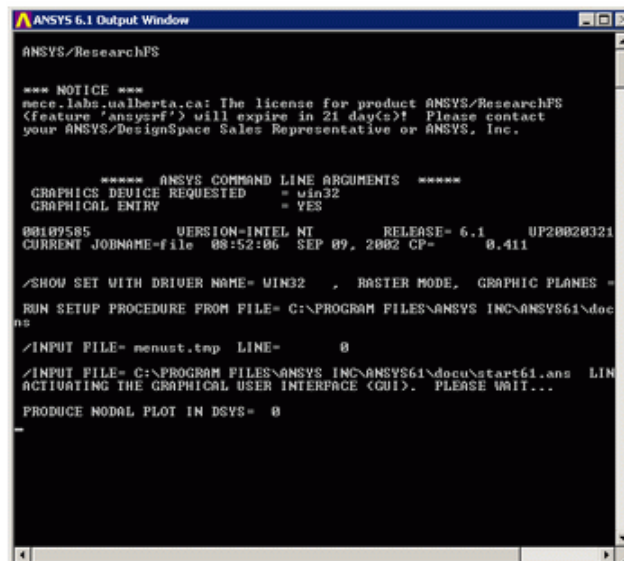 ANSYS 6.1 Output Window
ANSYS/ResearchFS
*** NOTICE ***
mece.labs.ualberta.ca: The license for product ANSYS/ResearchFS
(feature 'ansysrf') will expire in 21 day(s)!  Please contact
your ANSYS/DesignSpace Sales Representative or ANSYS, Inc.
***** ANSYS COMMAND LINE ARGUMENTS *****
GRAPHICS DEVICE REQUESTED = win32
GRAPHICAL ENTRY = YES
00109585 VERSION=INTEL NT RELEASE= 6.1 UP20020321
CURRENT JOBNAME=file 08:52:06 SEP 09, 2002 CP= 0.411
/SHOW SET WITH DRIVER NAME= WIN32 , RASTER MODE, GRAPHIC PLANES =
RUN SETUP PROCEDURE FROM FILE= C:\PROGRAM FILES\ANSYS INC\ANSYS61\doc
ns
/INPUT FILE= menust.tmp LINE= 0
/INPUT FILE= C:\PROGRAM FILES\ANSYS INC\ANSYS61\docu\start61.ans LIN
ACTIVATING THE GRAPHICAL USER INTERFACE (GUI). PLEASE WAIT...
PRODUCE NODAL PLOT IN DSYS= 0